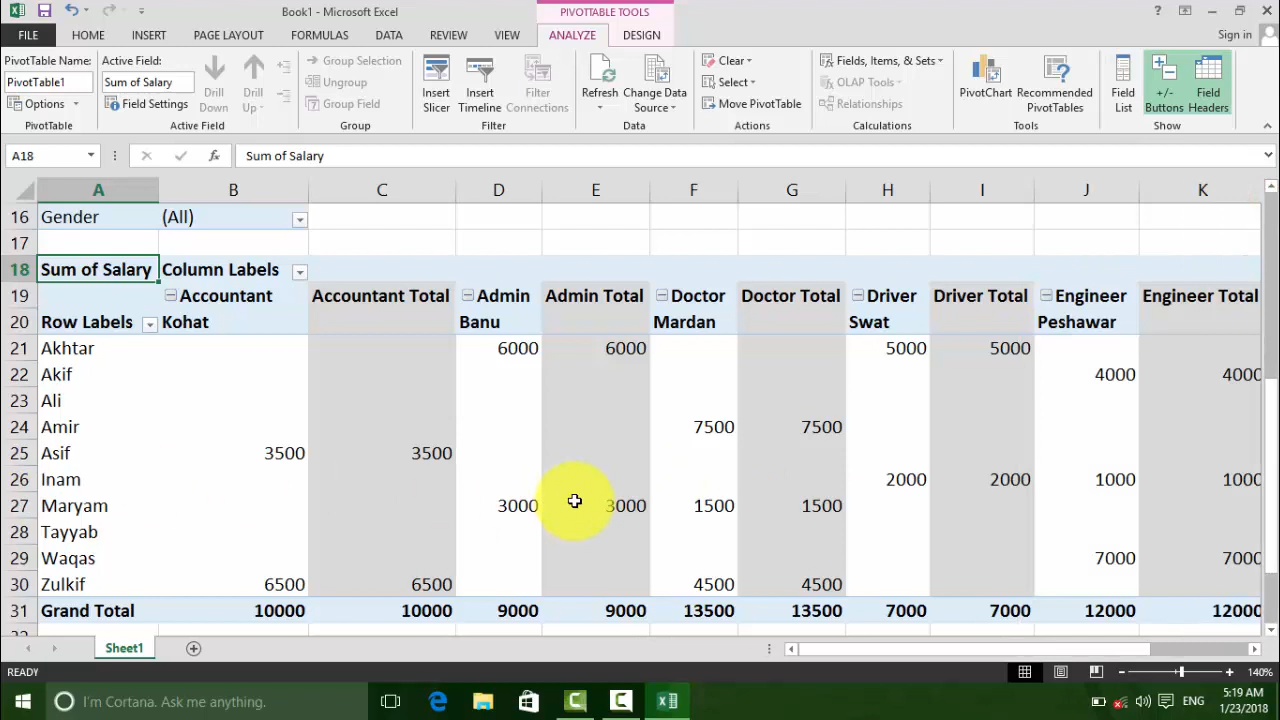 Book1 - Microsoft Excel
PIVOTTABLE TOOLS
?
FILE HOME INSERT PAGE LAYOUT FORMULAS DATA REVIEW VIEW ANALYZE DESIGN Sign in
PivotTable Name: Active Field:
PivotTable1 Sum of Salary
Options Field Settings
Drill Down Drill Up
Group Selection
Ungroup
Group Field
Insert Slicer Insert Timeline Filter Connections
Refresh Change Data Source
Clear
Select
Move PivotTable
Fields, Items, & Sets
OLAP Tools
Relationships
PivotChart Recommended PivotTables
Field List +/- Buttons Field Headers
PivotTable Active Field Group Filter Data Actions Calculations Tools Show
A18 fx Sum of Salary
A B C D E F G H I J K
16 Gender (All)
17
18 Sum of Salary Column Labels
19 Accountant Accountant Total Admin Admin Total Doctor Doctor Total Driver Driver Total Engineer Engineer Total
20 Row Labels Kohat Banu Mardan Swat Peshawar
21 Akhtar 6000 6000 5000 5000
22 Akif 4000 4000
23 Ali
24 Amir 7500 7500
25 Asif 3500 3500
26 Inam 2000 2000 1000 1000
27 Maryam 3000 3000 1500 1500
28 Tayyab
29 Waqas 7000 7000
30 Zulkif 6500 6500 4500 4500
31 Grand Total 10000 10000 9000 9000 13500 13500 7000 7000 12000 12000
Sheet1
READY 140%
I'm Cortana. Ask me anything. ENG 5:19 AM
1/23/2018